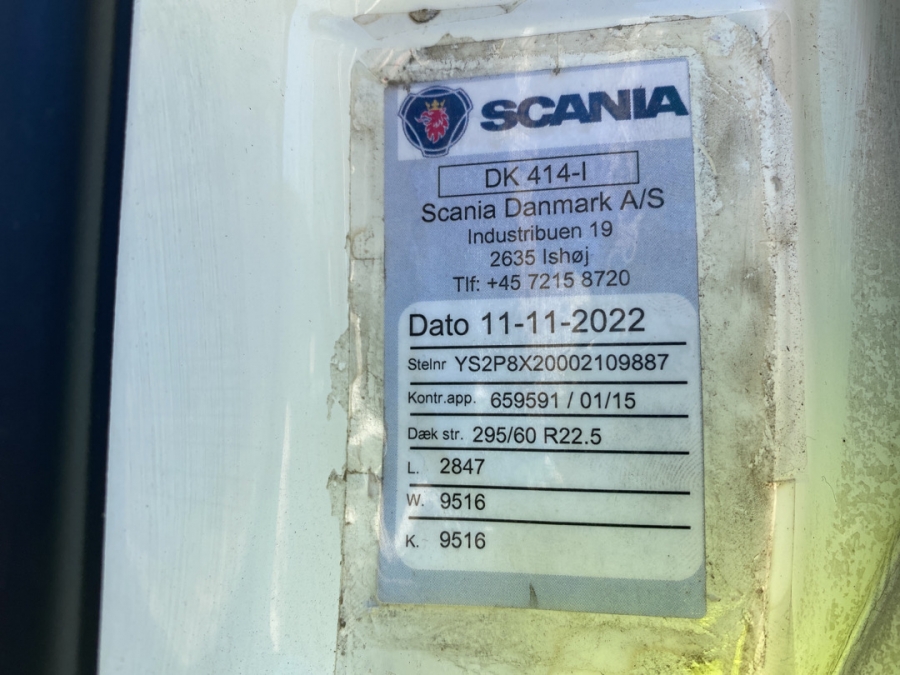 SCANIA
DK 414-I
Scania Danmark A/S
Industribuen 19
2635 Ishøj
Tlf: +45 7215 8720
Dato 11-11-2022
Stelnr YS2P8X20002109887
Kontr.app. 659591 / 01/15
Dæk str. 295/60 R22.5
L. 2847
W. 9516
K. 9516